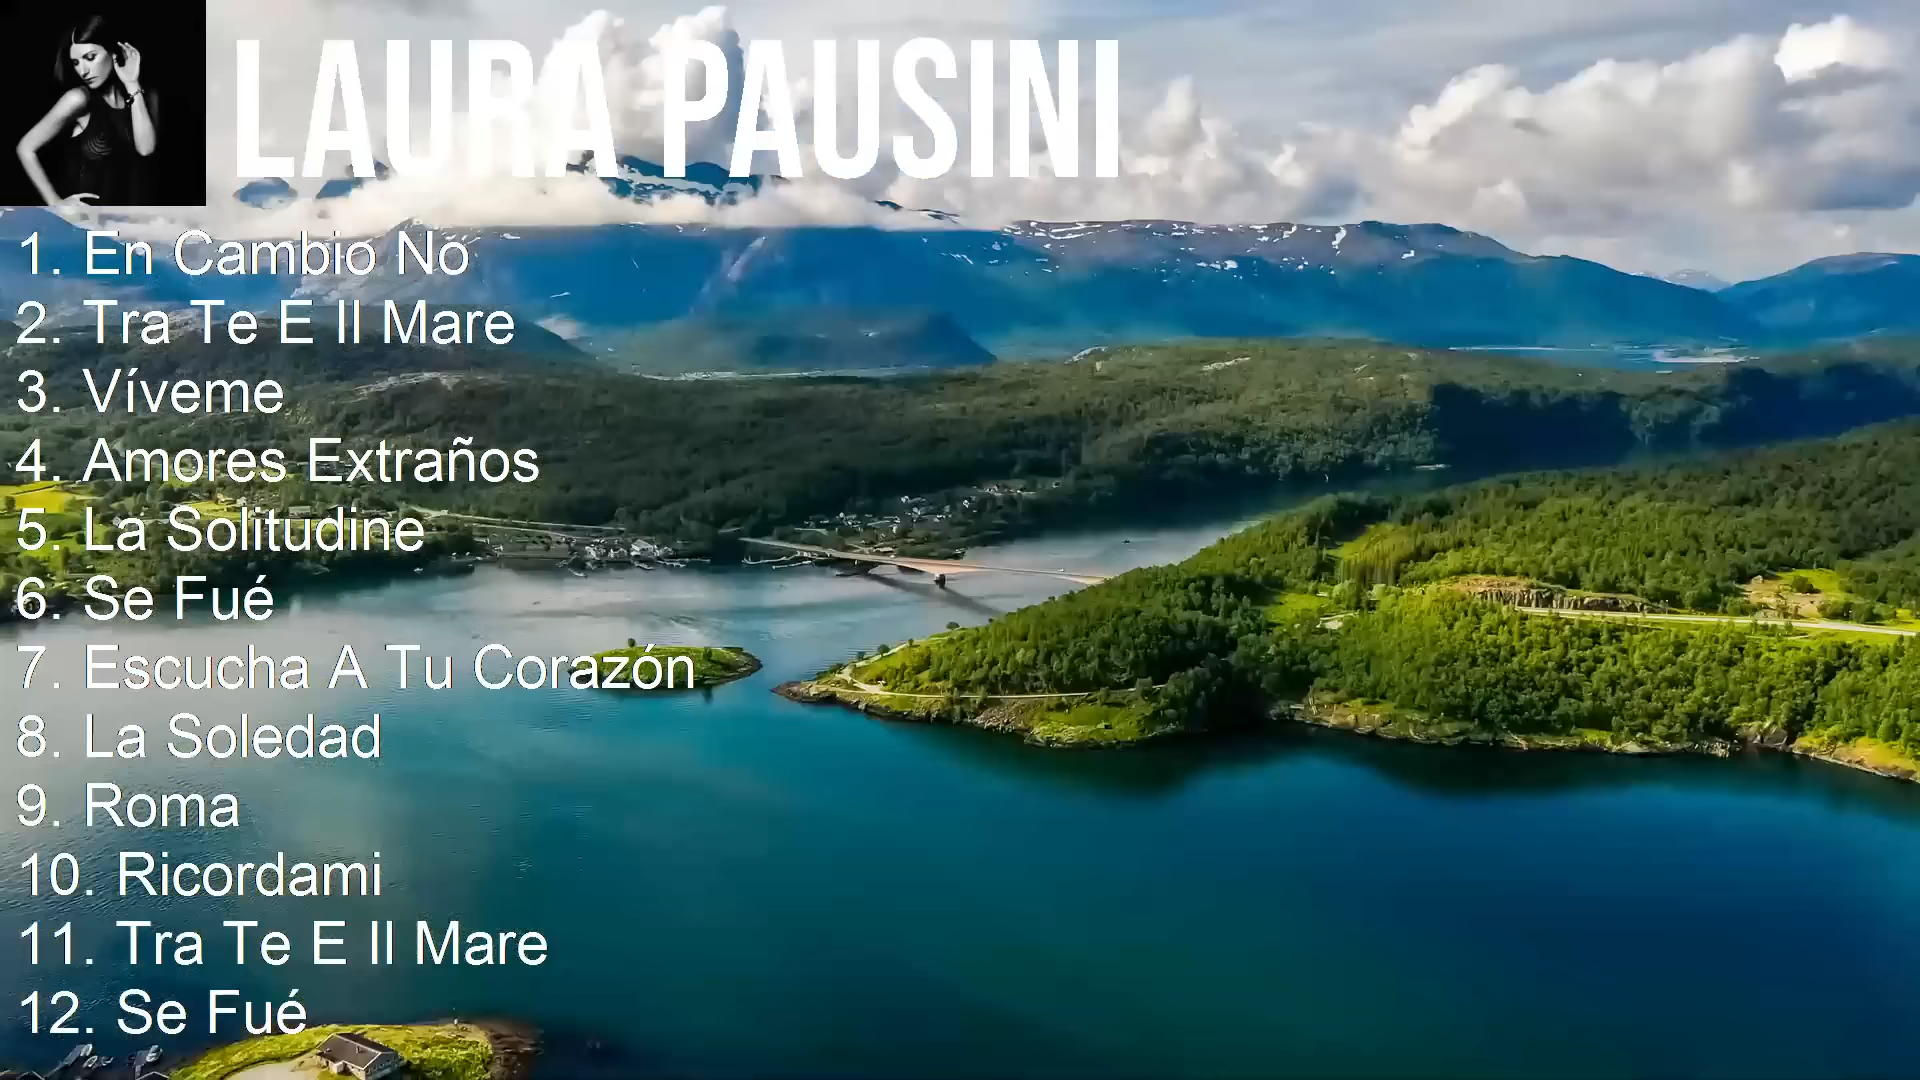 LAURA PAUSINI
1. En Cambio No
2. Tra Te E Il Mare
3. Víveme
4. Amores Extraños
5. La Solitudine
6. Se Fué
7. Escucha A Tu Corazón
8. La Soledad
9. Roma
10. Ricordami
11. Tra Te E Il Mare
12. Se Fué